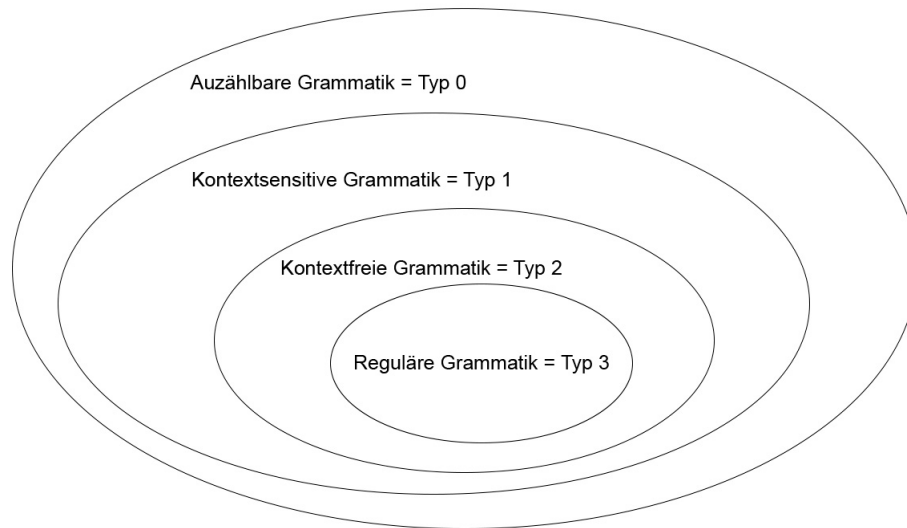 Auzählbare Grammatik = Typ 0
Kontextsensitive Grammatik = Typ 1
Kontextfreie Grammatik = Typ 2
Reguläre Grammatik = Typ 3